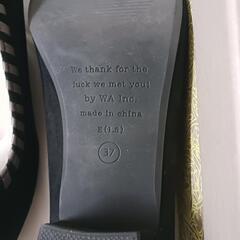 We thank for the
luck we met you!
by WA Inc.
made in china
E(1.5)
37